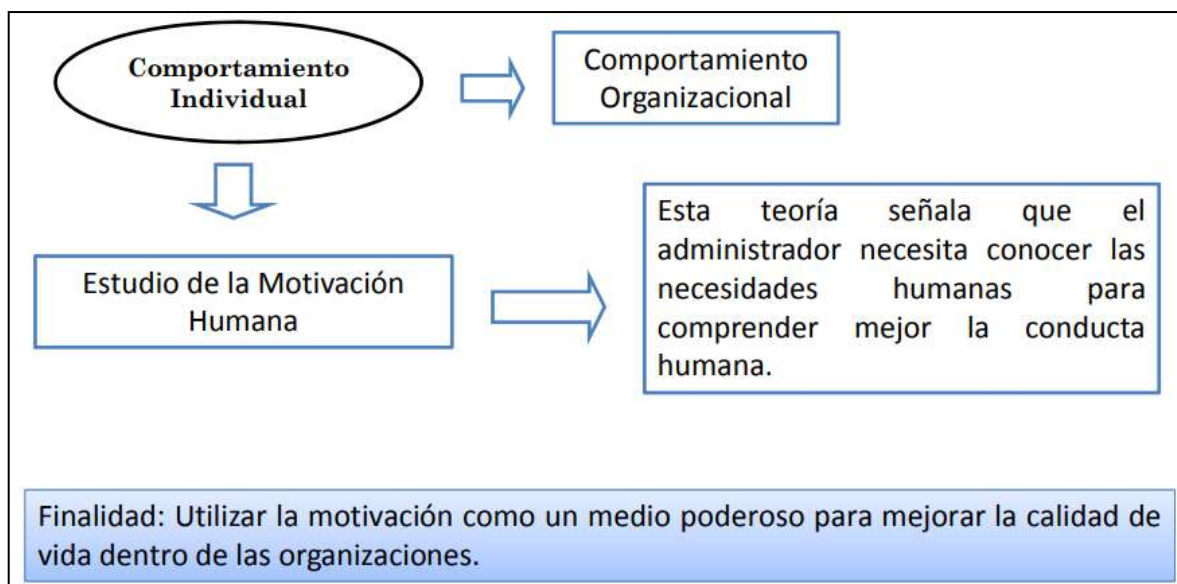 Comportamiento
Individual
Comportamiento
Organizacional
Estudio de la Motivación
Humana
Esta teoría señala que el
administrador necesita conocer las
necesidades humanas para
comprender mejor la conducta
humana.
Finalidad: Utilizar la motivación como un medio poderoso para mejorar la calidad de
vida dentro de las organizaciones.